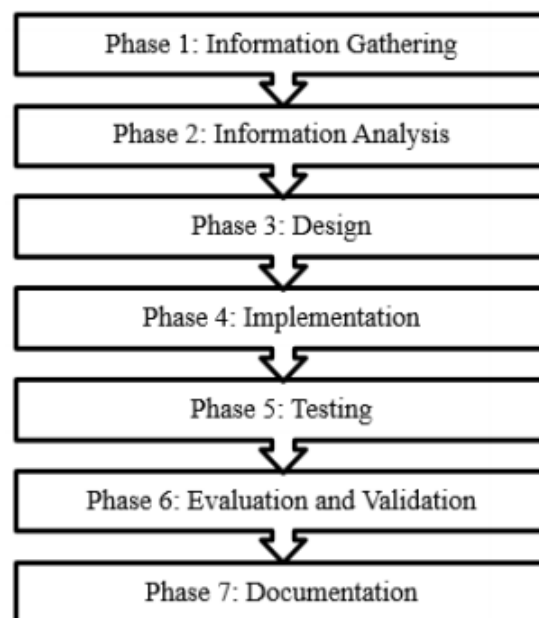 Phase 1: Information Gathering
Phase 2: Information Analysis
Phase 3: Design
Phase 4: Implementation
Phase 5: Testing
Phase 6: Evaluation and Validation
Phase 7: Documentation